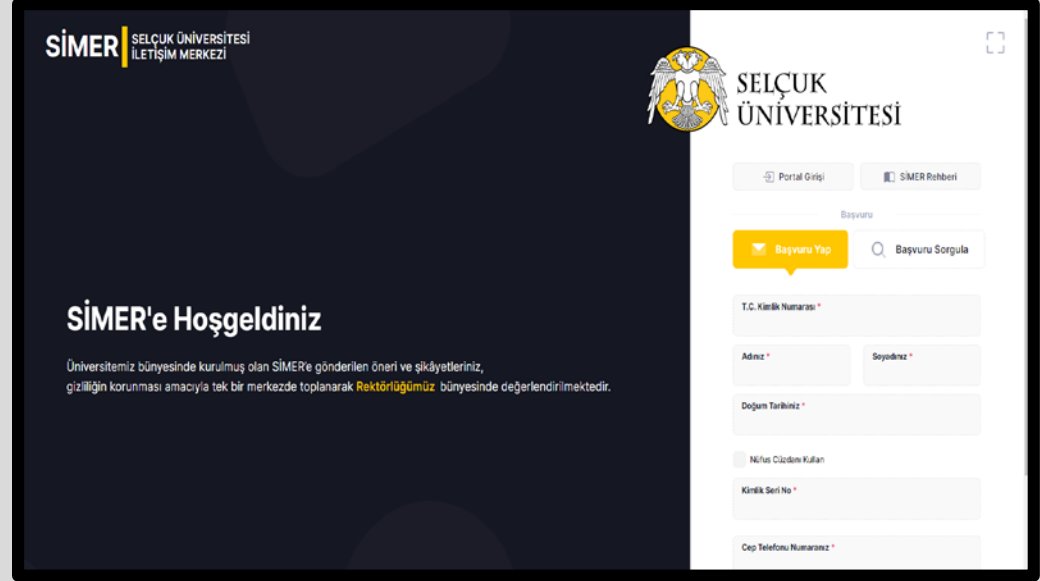 SİMER
SELÇUK ÜNİVERSİTESİ
İLETİŞİM MERKEZİ
SİMER'e Hoşgeldiniz
Üniversitemiz bünyesinde kurulmuş olan SİMER'e gönderilen öneri ve şikâyetleriniz,
gizliliğin korunması amacıyla tek bir merkezde toplanarak Rektörlüğümüz bünyesinde değerlendirilmektedir.
SELÇUK
ÜNİVERSİTESİ
Portal Girişi
SİMER Rehberi
Başvuru
Başvuru Yap
Başvuru Sorgula
T.C. Kimlik Numarası *
Adınız *
Soyadınız *
Doğum Tarihiniz *
Nüfus Cüzdanı Kullan
Kimlik Seri No *
Cep Telefonu Numaranız *